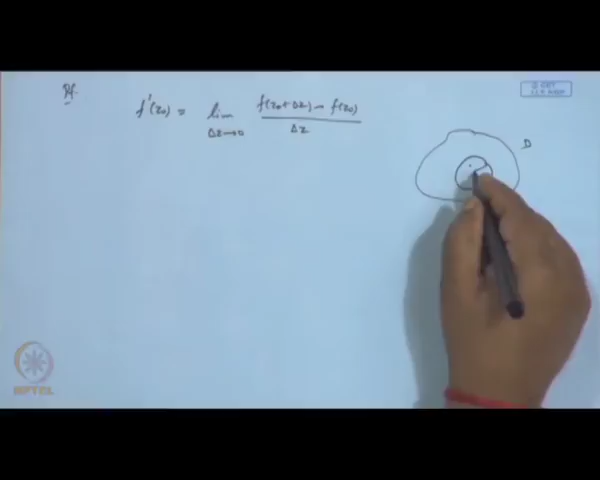 Pf.
f'(z₀) = lim Δz→0 f(z₀+Δz) − f(z₀) / Δz
D
NPTEL